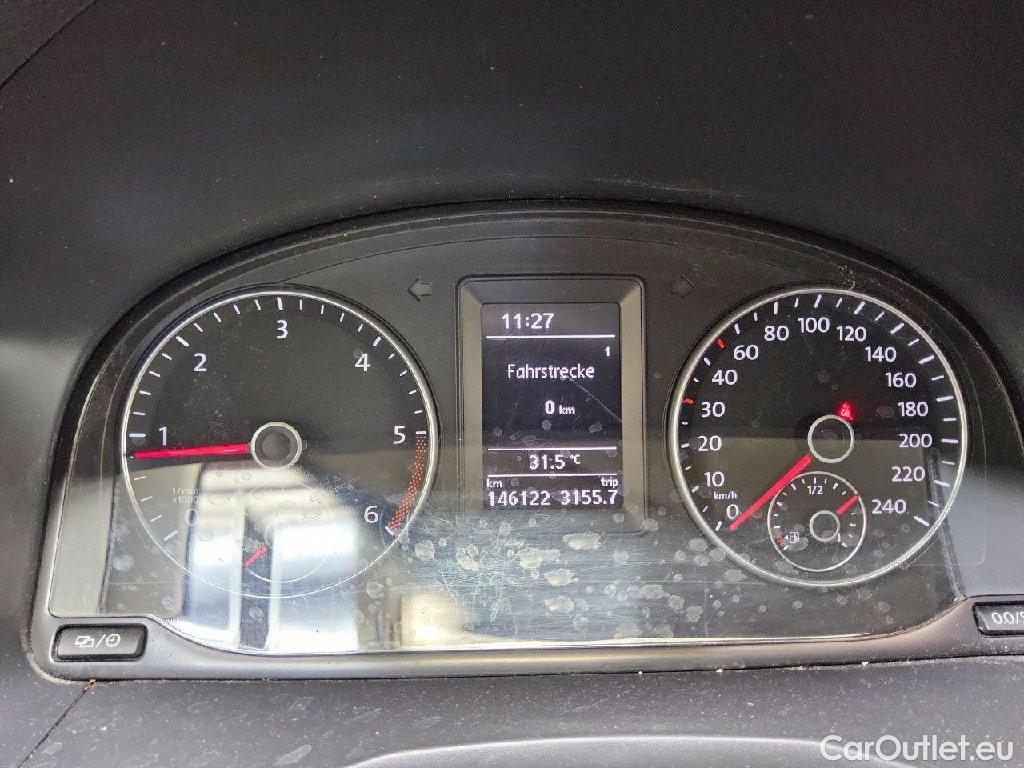 11:27
1
Fahrstrecke
0 km
31.5 °C
km trip
146122 3155.7
1 2 3 4 5 6
1/min
0 10 20 30 40 60 80 100 120 140 160 180 200 220 240
km/h
1/2
CarOutlet.eu